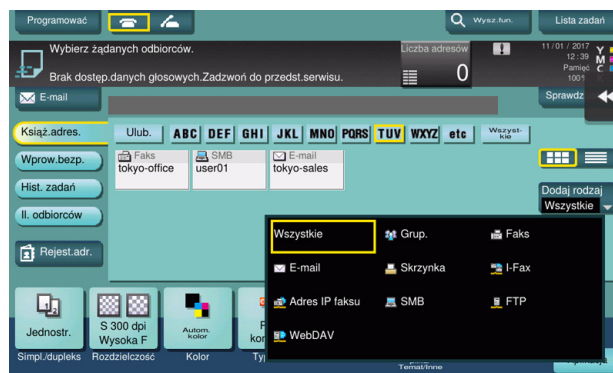 Programować
Wysz.fun.
Lista zadań
Wybierz żądanych odbiorców.
Brak dostęp.danych głosowych.Zadzwoń do przedst.serwisu.
Liczba adresów
0
11/01 / 2017
12:39
Pamięć
100%
Y
M
C
E-mail
Sprawdz
Książ.adres.
Ulub.
ABC
DEF
GHI
JKL
MNO
PQRS
TUV
WXYZ
etc
Wszyst-
kie
Wprow.bezp.
Hist. zadań
Il. odbiorców
Rejest.adr.
Faks
tokyo-office
SMB
user01
E-mail
tokyo-sales
Dodaj rodzaj
Wszystkie
Wszystkie
Grup.
Faks
E-mail
Skrzynka
I-Fax
Adres IP faksu
SMB
FTP
WebDAV
1 2
Jednostr.
S 300 dpi
Wysoka F
Autom.
kolor
Simpl./dupleks
Rozdzielczość
Kolor
Temat/Inne